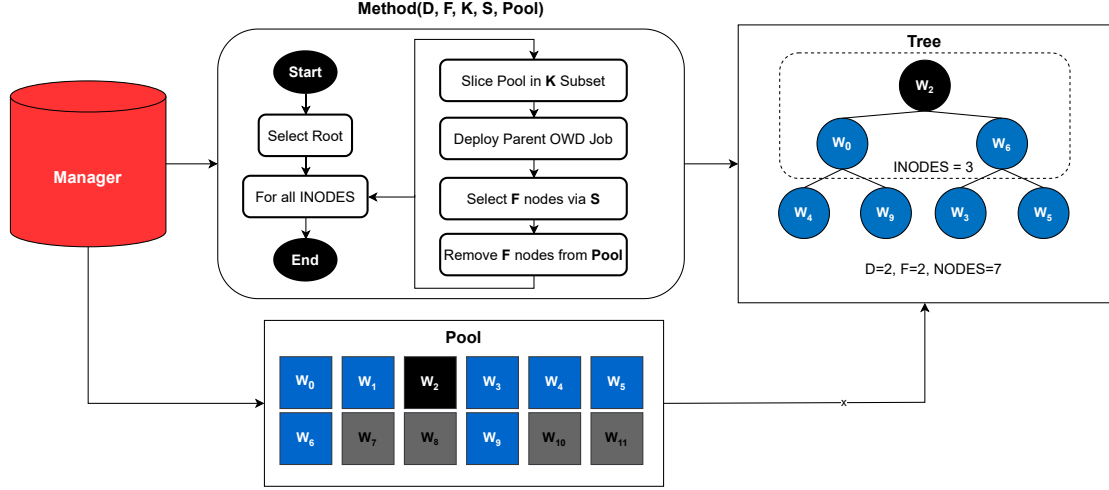 Method(D, F, K, S, Pool)
Manager
Start
Select Root
For all INODES
End
Slice Pool in K Subset
Deploy Parent OWD Job
Select F nodes via S
Remove F nodes from Pool
Tree
W2
W0 W6
INODES = 3
W4 W9 W3 W5
D=2, F=2, NODES=7
Pool
W0 W1 W2 W3 W4 W5
W6 W7 W8 W9 W10 W11
x